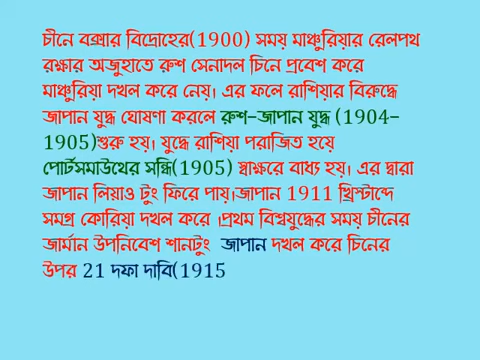 চীনে বক্সার বিদ্রোহের(1900) সময় মাঞ্চুরিয়ার রেলপথ
রক্ষার অজুহাতে রুশ সেনাদল চিনে প্রবেশ করে
মাঞ্চুরিয়া দখল করে নেয়। এর ফলে রাশিয়ার বিরুদ্ধে
জাপান যুদ্ধ ঘোষণা করলে রুশ–জাপান যুদ্ধ (1904–
1905)শুরু হয়। যুদ্ধে রাশিয়া পরাজিত হয়ে
পোর্টসমাউথের সন্ধি(1905) স্বাক্ষরে বাধ্য হয়। এর দ্বারা
জাপান লিয়াও টুং ফিরে পায়।জাপান 1911 খ্রিস্টাব্দে
সমগ্র কোরিয়া দখল করে ।প্রথম বিশ্বযুদ্ধের সময় চীনের
জার্মান উপনিবেশ শানটুং জাপান দখল করে চিনের
উপর 21 দফা দাবি(1915